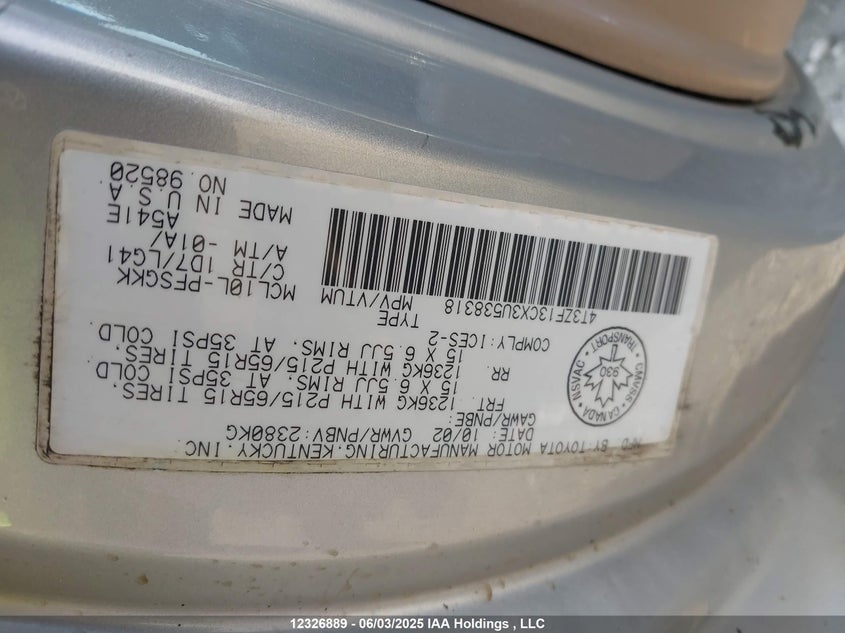 MFD. BY: TOYOTA MOTOR MANUFACTURING, KENTUCKY, INC.
DATE: 10/02 GVWR/PNBV: 2380KG
GAWR/PNBE:
FRT. 1236KG WITH P215/65R15 TIRES.
15 X 6.5JJ RIMS. AT 35PSI COLD
RR. 1236KG WITH P215/65R15 TIRES.
15 X 6.5JJ RIMS AT 35PSI COLD
COMPLY: ICES-2
CMVSS · CANADA · NSVAC
TRANSPORT
930
4T3ZF13CX3U538318
TYPE
MPV/VTUM
MCL10L-PFSGKK
C/TR 1D7/LG41
A/TM -01A/
A541E
MADE IN U S A
NO. 98520
12326889 - 06/03/2025 IAA Holdings , LLC